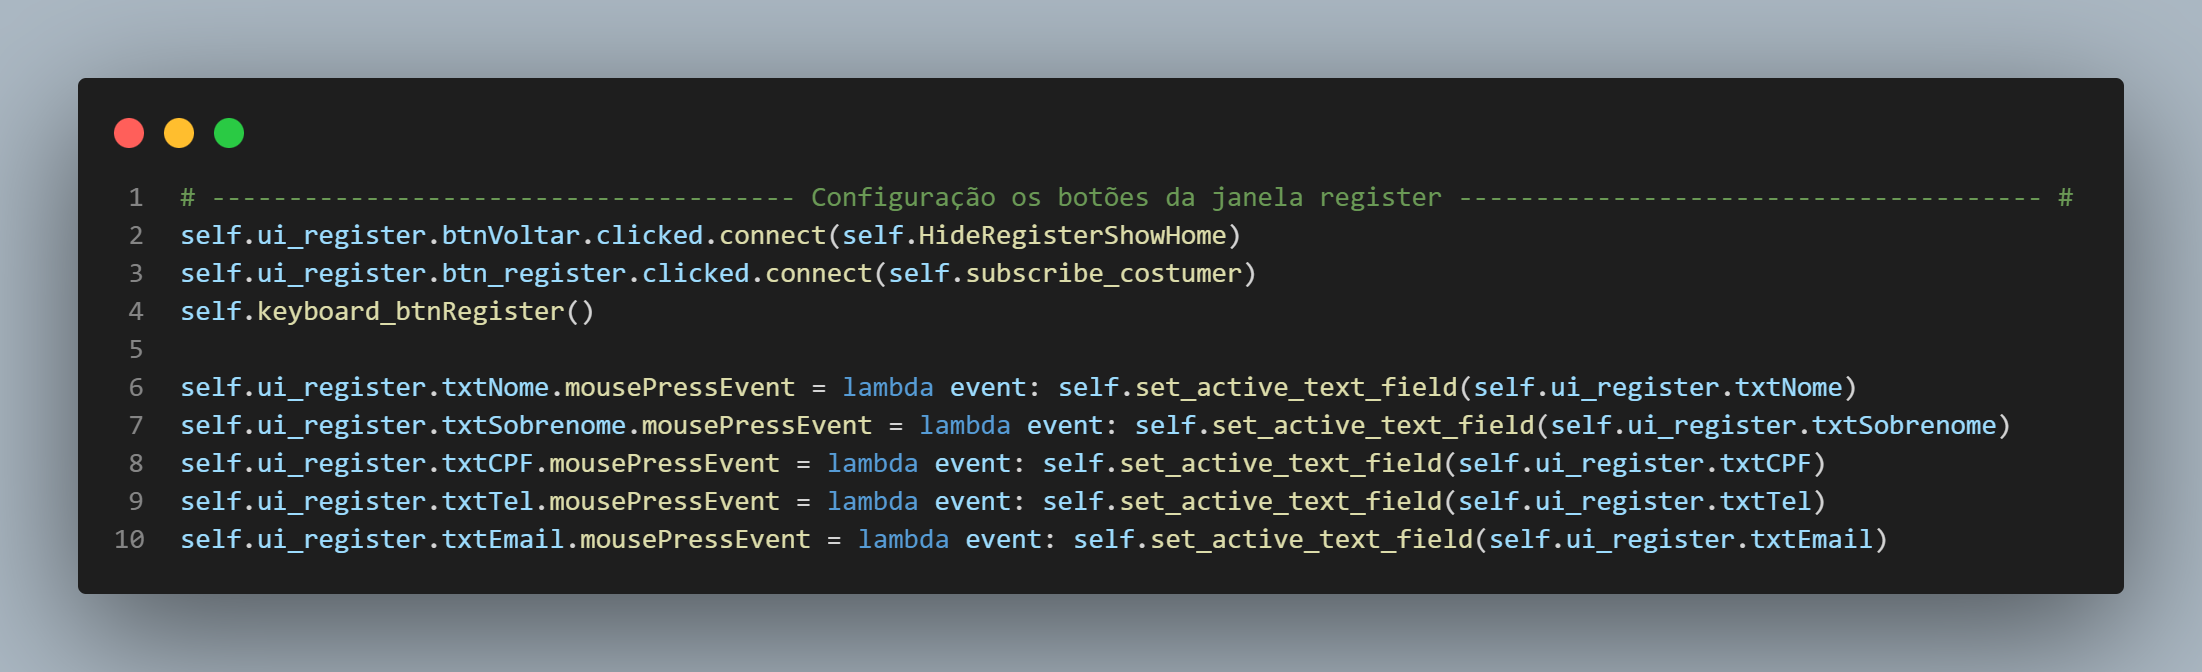 1 # -------------------------------------- Configuração os botões da janela register -------------------------------------- #
2 self.ui_register.btnVoltar.clicked.connect(self.HideRegisterShowHome)
3 self.ui_register.btn_register.clicked.connect(self.subscribe_costumer)
4 self.keyboard_btnRegister()
5
6 self.ui_register.txtNome.mousePressEvent = lambda event: self.set_active_text_field(self.ui_register.txtNome)
7 self.ui_register.txtSobrenome.mousePressEvent = lambda event: self.set_active_text_field(self.ui_register.txtSobrenome)
8 self.ui_register.txtCPF.mousePressEvent = lambda event: self.set_active_text_field(self.ui_register.txtCPF)
9 self.ui_register.txtTel.mousePressEvent = lambda event: self.set_active_text_field(self.ui_register.txtTel)
10 self.ui_register.txtEmail.mousePressEvent = lambda event: self.set_active_text_field(self.ui_register.txtEmail)